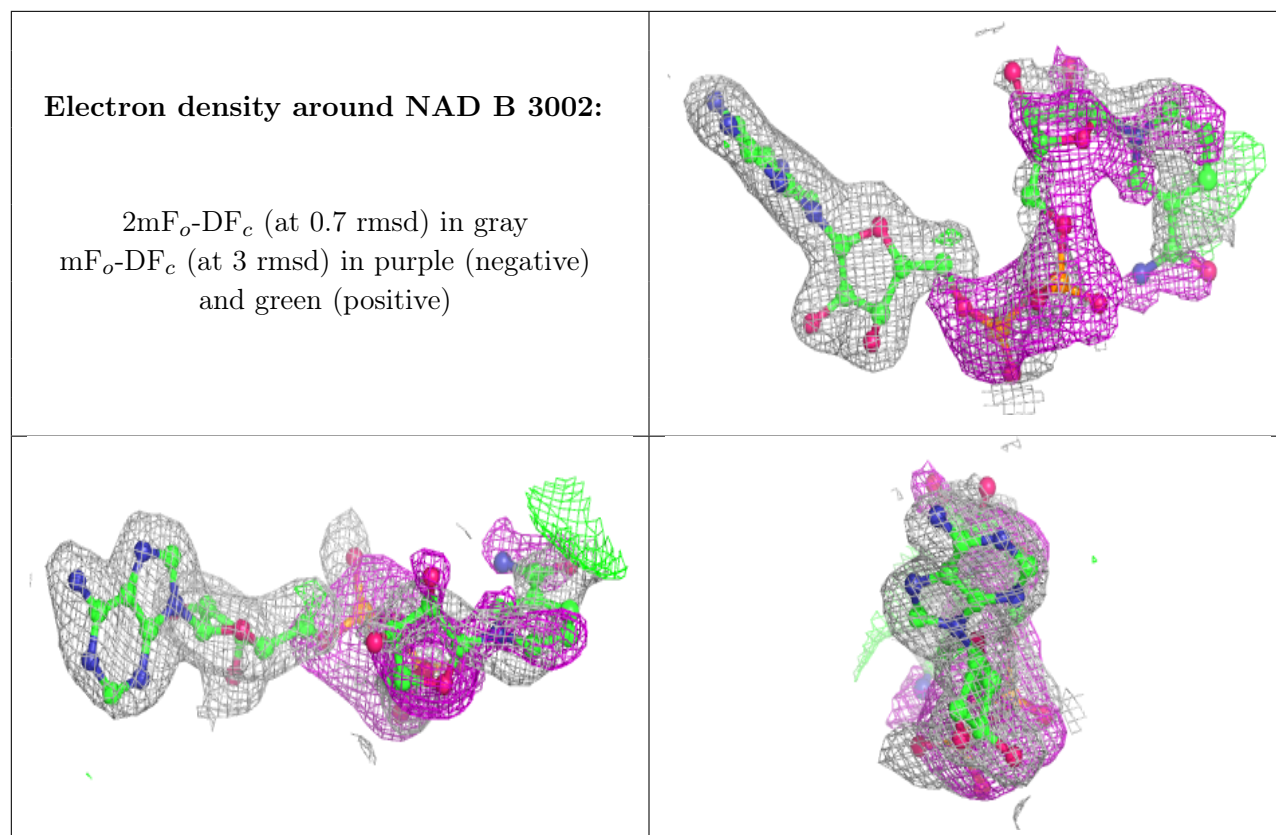 Electron density around NAD B 3002:
2mFo-DFc (at 0.7 rmsd) in gray
mFo-DFc (at 3 rmsd) in purple (negative)
and green (positive)